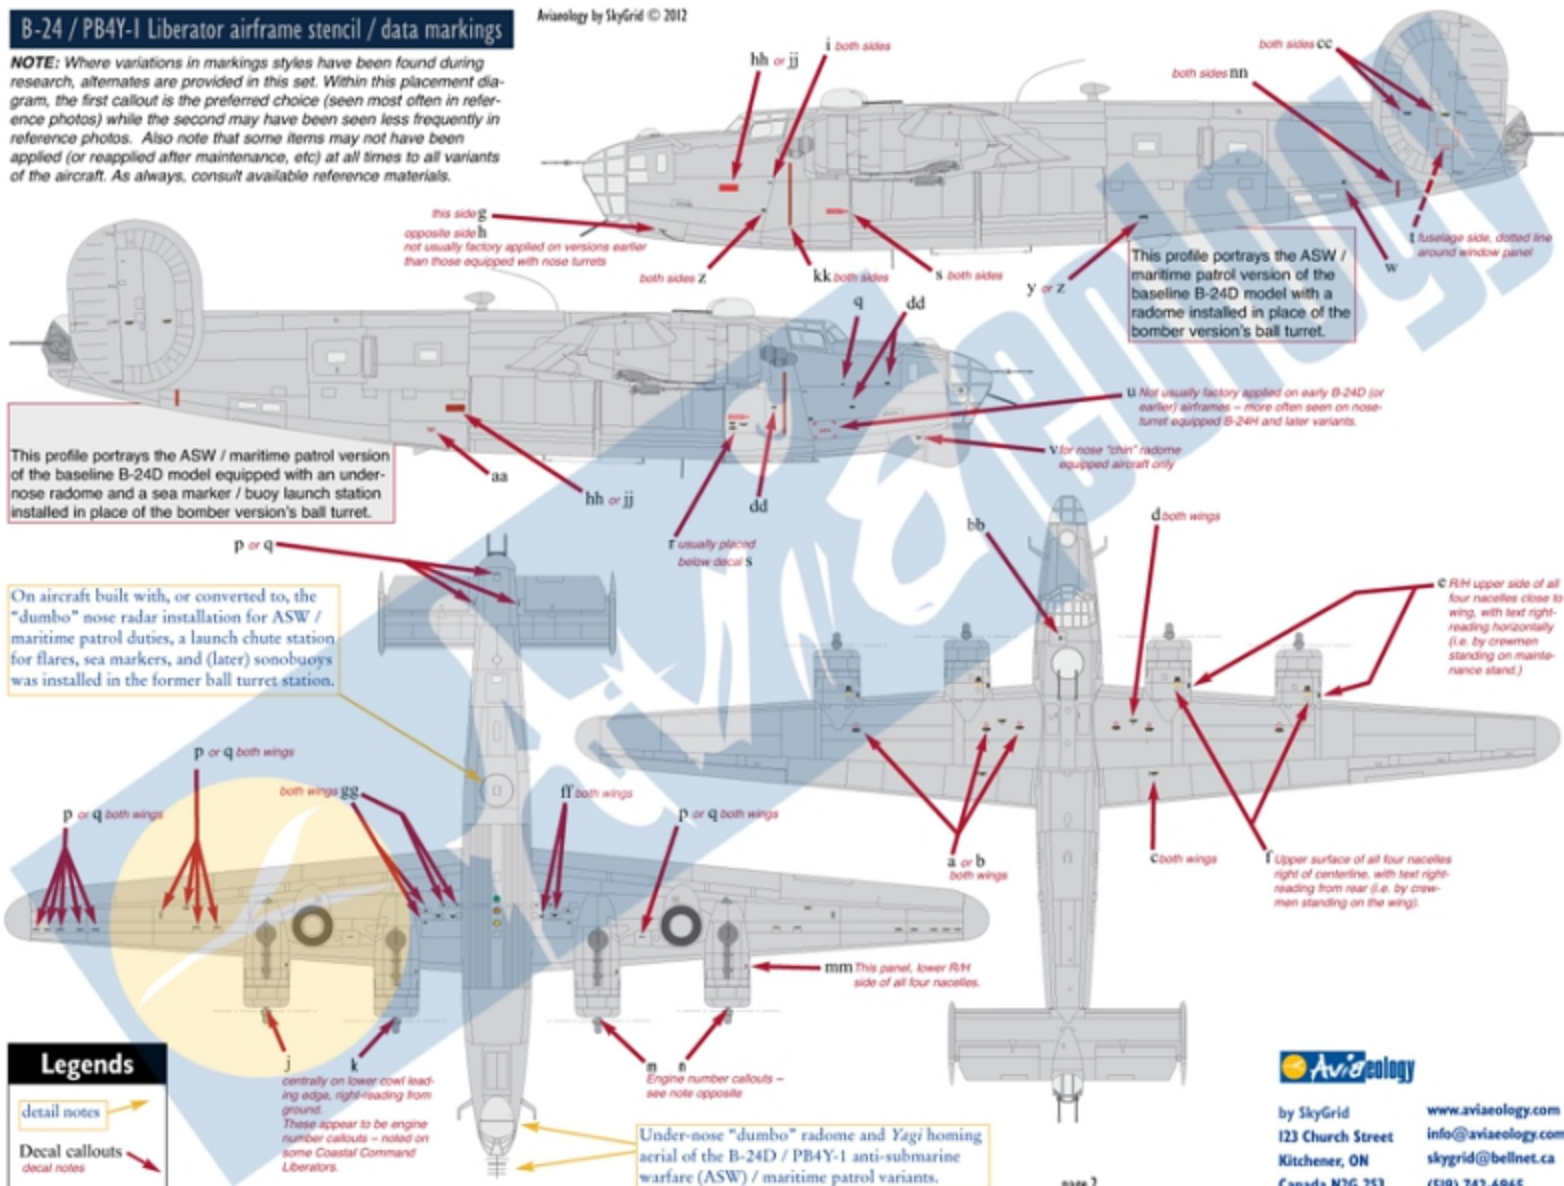 Aviaeology by SkyGrid © 2012
B-24 / PB4Y-1 Liberator airframe stencil / data markings
NOTE: Where variations in markings styles have been found during
research, alternates are provided in this set. Within this placement dia-
gram, the first callout is the preferred choice (seen most often in refer-
ence photos) while the second may have been seen less frequently in
reference photos. Also note that some items may not have been
applied (or reapplied after maintenance, etc) at all times to all variants
of the aircraft. As always, consult available reference materials.
hh or jj
i both sides
both sides cc
both sides nn
this side g
opposite side h
not usually factory applied on versions earlier
than those equipped with nose turrets
both sides z
kk both sides
s both sides
y or z
w
t fuselage side, dotted line
around window panel
This profile portrays the ASW /
maritime patrol version of the
baseline B-24D model with a
radome installed in place of the
bomber version's ball turret.
q
dd
u Not usually factory applied on early B-24D (or
earlier) airframes – more often seen on nose-
turret equipped B-24H and later variants.
v for nose "chin" radome
equipped aircraft only
This profile portrays the ASW / maritime patrol version
of the baseline B-24D model equipped with an under-
nose radome and a sea marker / buoy launch station
installed in place of the bomber version's ball turret.
aa
hh or jj
dd
r usually placed
below decal s
p or q
bb
d both wings
On aircraft built with, or converted to, the
"dumbo" nose radar installation for ASW /
maritime patrol duties, a launch chute station
for flares, sea markers, and (later) sonobuoys
was installed in the former ball turret station.
e R/H upper side of all
four nacelles close to
wing, with text right-
reading horizontally
(i.e. by crewmen
standing on mainte-
nance stand.)
p or q both wings
p or q both wings
both wings gg
ff both wings
p or q both wings
a or b
both wings
c both wings
f Upper surface of all four nacelles
right of centerline, with text right-
reading from rear (i.e. by crew-
men standing on the wing).
mm This panel, lower R/H
side of all four nacelles.
j
k
centrally on lower cowl lead-
ing edge, right-reading from
ground.
These appear to be engine
number callouts – noted on
some Coastal Command
Liberators.
m
n
Engine number callouts –
see note opposite
Legends
detail notes
Decal callouts
decal notes
Under-nose "dumbo" radome and Yagi homing
aerial of the B-24D / PB4Y-1 anti-submarine
warfare (ASW) / maritime patrol variants.
page 2
Aviaeology
by SkyGrid
123 Church Street
Kitchener, ON
Canada N2G 2S3
www.aviaeology.com
info@aviaeology.com
skygrid@bellnet.ca
(519) 742-6965
Aviaeology